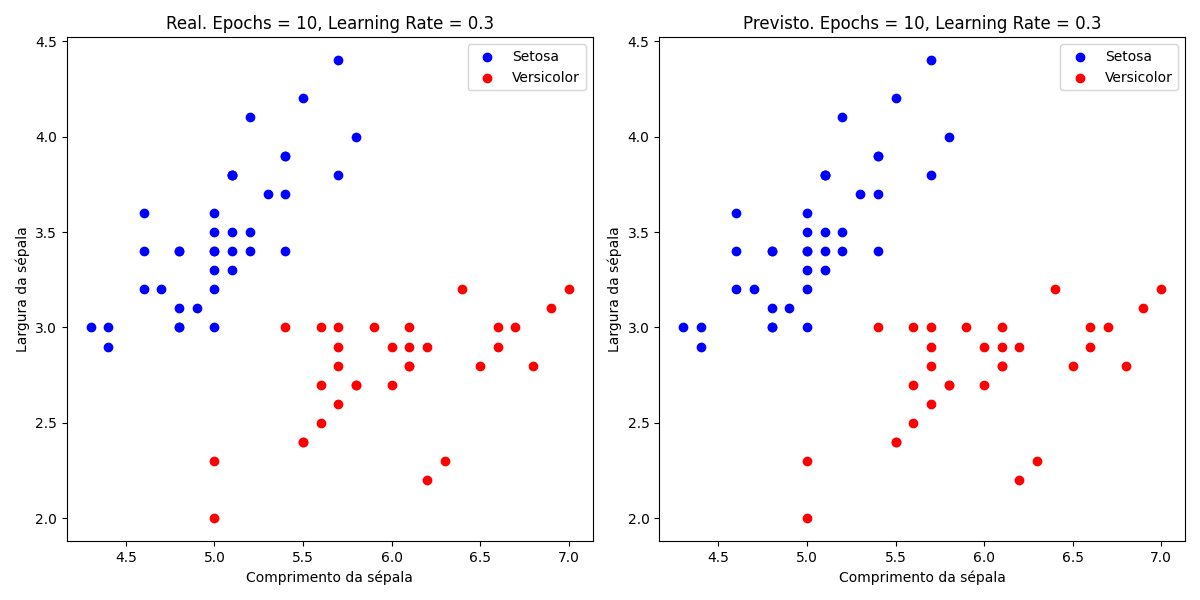 Real. Epochs = 10, Learning Rate = 0.3
Setosa
Versicolor
4.5
4.0
3.5
3.0
2.5
2.0
Largura da sépala
4.5 5.0 5.5 6.0 6.5 7.0
Comprimento da sépala
Previsto. Epochs = 10, Learning Rate = 0.3
Setosa
Versicolor
4.5
4.0
3.5
3.0
2.5
2.0
Largura da sépala
4.5 5.0 5.5 6.0 6.5 7.0
Comprimento da sépala